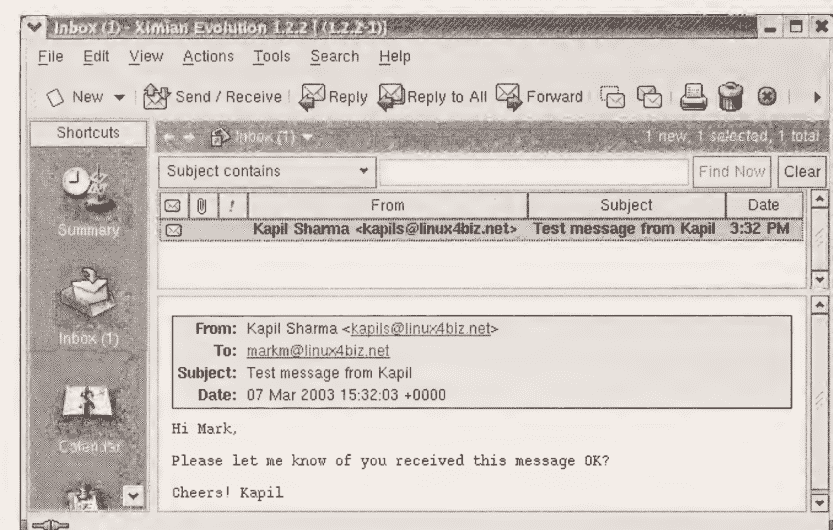 Inbox (1) - Ximian Evolution 1.2.2 [ (1.2.2-1)]
File Edit View Actions Tools Search Help
New Send / Receive Reply Reply to All Forward
Shortcuts
Inbox (1) 1 new, 1 selected, 1 total
Subject contains Find Now Clear
! From Subject Date
Summary
Kapil Sharma <kapils@linux4biz.net> Test message from Kapil 3:32 PM
Inbox (1)
From: Kapil Sharma <kapils@linux4biz.net>
To: markm@linux4biz.net
Subject: Test message from Kapil
Date: 07 Mar 2003 15:32:03 +0000
Calendar
Hi Mark,
Please let me know of you received this message OK?
Cheers! Kapil